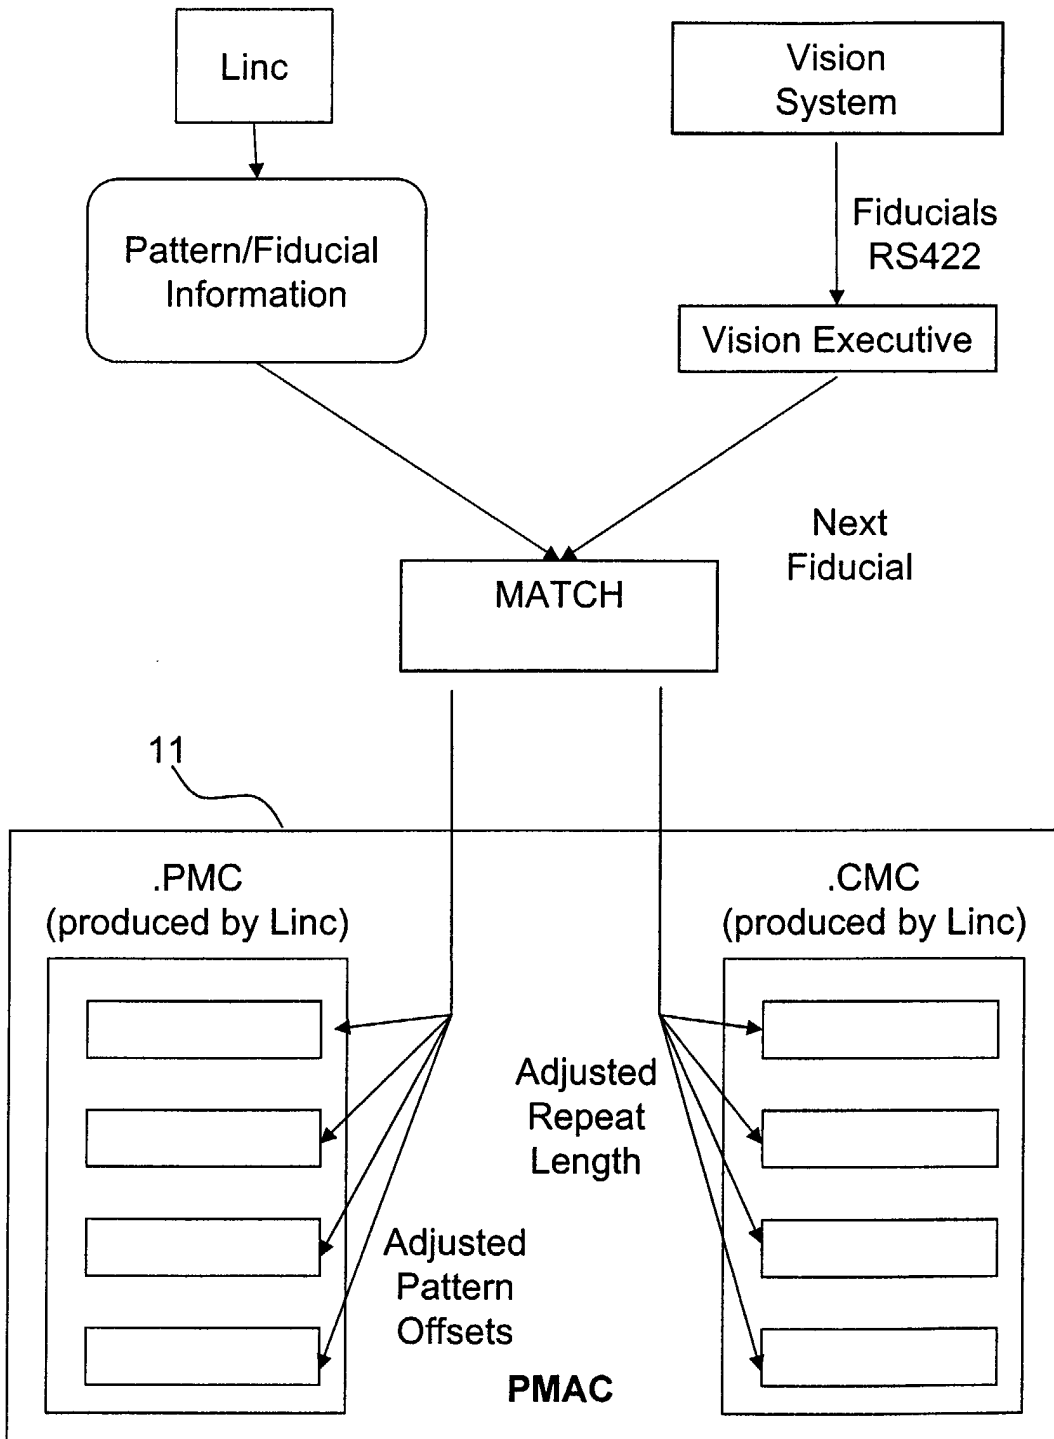 Linc
Vision
System
Pattern/Fiducial
Information
Fiducials
RS422
Vision Executive
Next
Fiducial
MATCH
11
.PMC
(produced by Linc)
.CMC
(produced by Linc)
Adjusted
Repeat
Length
Adjusted
Pattern
Offsets
PMAC